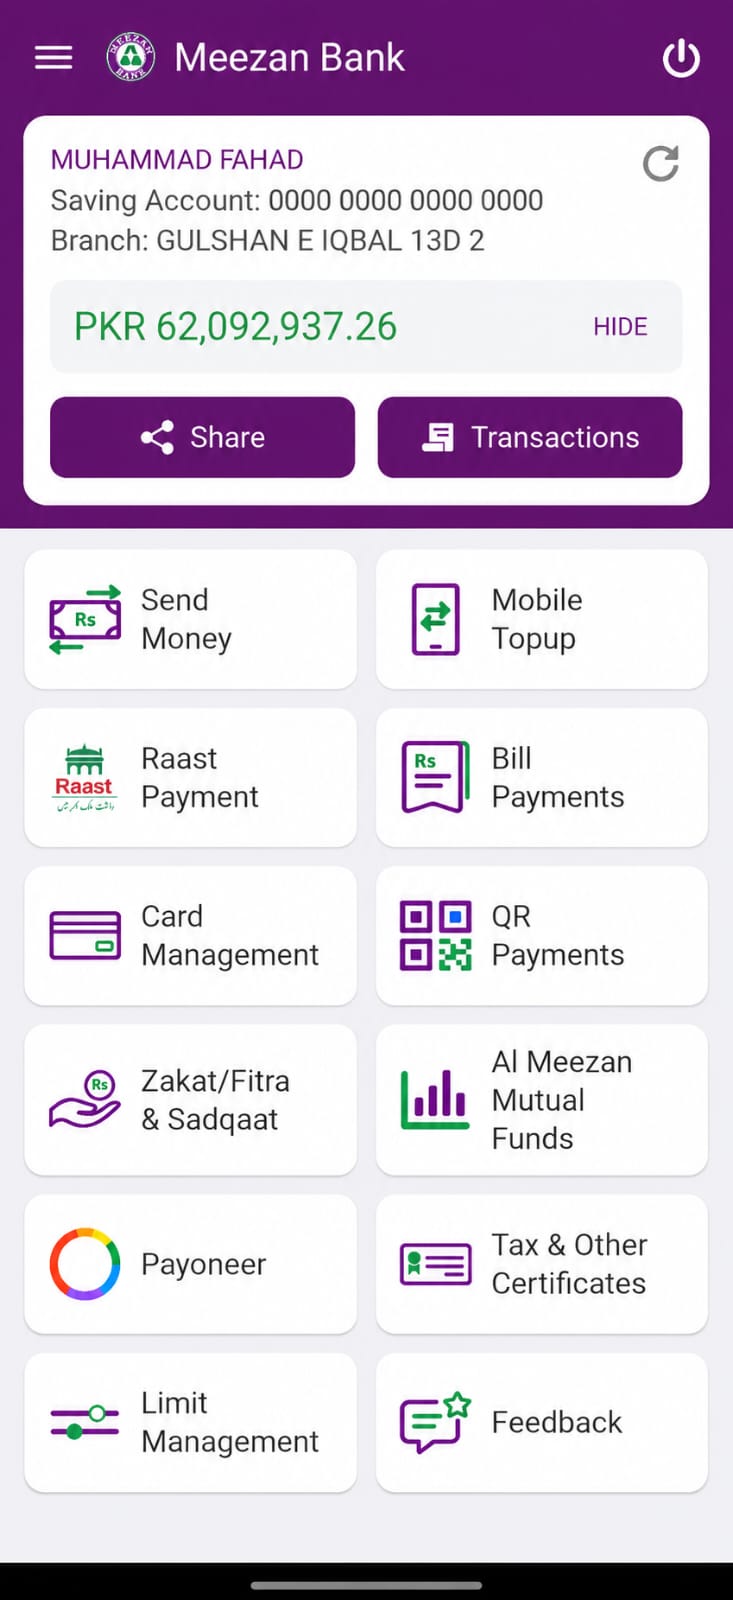 MEEZAN BANK
Meezan Bank
MUHAMMAD FAHAD
Saving Account: 0000 0000 0000 0000
Branch: GULSHAN E IQBAL 13D 2
PKR 62,092,937.26
HIDE
Share
Transactions
Rs
Send
Money
Mobile
Topup
Raast
Raast
Payment
Rs
Bill
Payments
Card
Management
QR
Payments
Rs
Zakat/Fitra
& Sadqaat
Al Meezan
Mutual
Funds
Payoneer
Tax & Other
Certificates
Limit
Management
Feedback